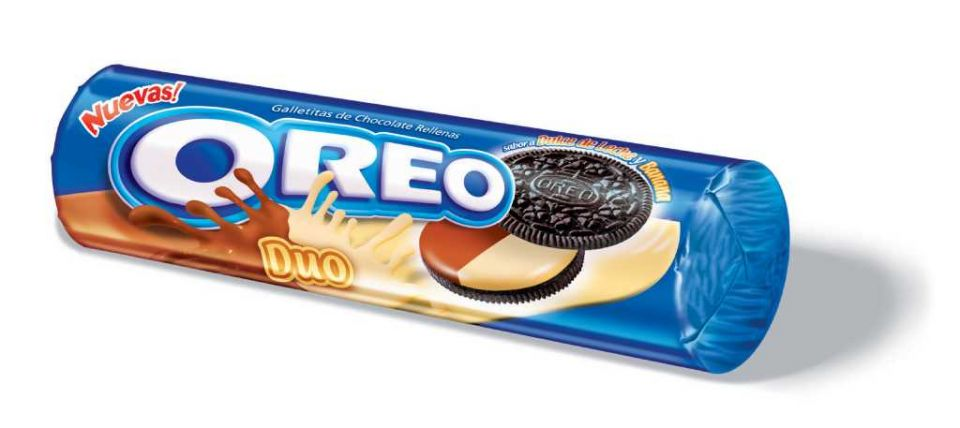 Nuevas!
Galletitas de Chocolate Rellenas
OREO
sabor a Dulce de Leche y Banana
OREO
Duo